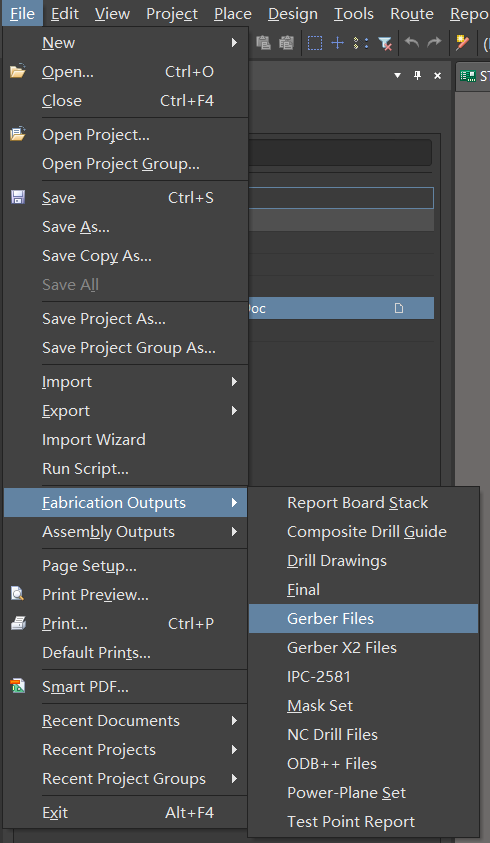 File Edit View Project Place Design Tools Route Repo
New
Open... Ctrl+O
Close Ctrl+F4
Open Project...
Open Project Group...
Save Ctrl+S
Save As...
Save Copy As...
Save All
Save Project As...
Save Project Group As...
Import
Export
Import Wizard
Run Script...
Fabrication Outputs
Assembly Outputs
Page Setup...
Print Preview...
Print... Ctrl+P
Default Prints...
Smart PDF...
Recent Documents
Recent Projects
Recent Project Groups
Exit Alt+F4
Report Board Stack
Composite Drill Guide
Drill Drawings
Final
Gerber Files
Gerber X2 Files
IPC-2581
Mask Set
NC Drill Files
ODB++ Files
Power-Plane Set
Test Point Report
ST